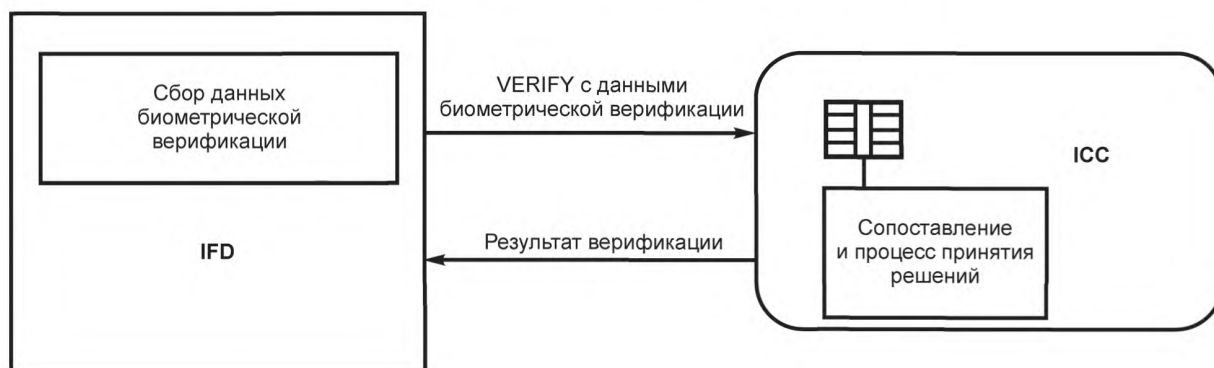 Сбор данных
биометрической
верификации
IFD
VERIFY с данными
биометрической верификации
Результат верификации
ICC
Сопоставление
и процесс принятия
решений